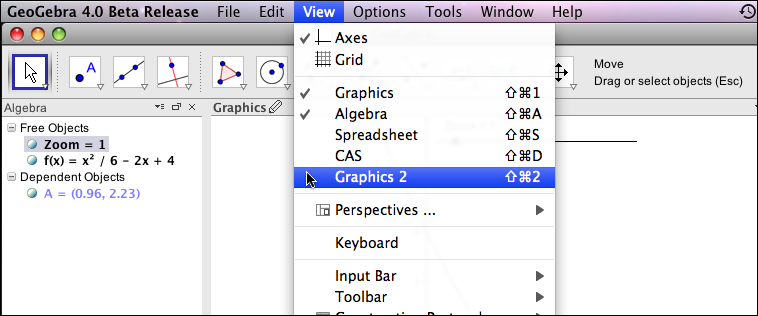 GeoGebra 4.0 Beta Release File Edit View Options Tools Window Help
Axes
Grid
Graphics ⇧⌘1
Algebra ⇧⌘A
Spreadsheet ⇧⌘S
CAS ⇧⌘D
Graphics 2 ⇧⌘2
Perspectives ...
Keyboard
Input Bar
Toolbar
A
Move
Drag or select objects (Esc)
Algebra
Graphics
Free Objects
Zoom = 1
f(x) = x² / 6 – 2x + 4
Dependent Objects
A = (0.96, 2.23)